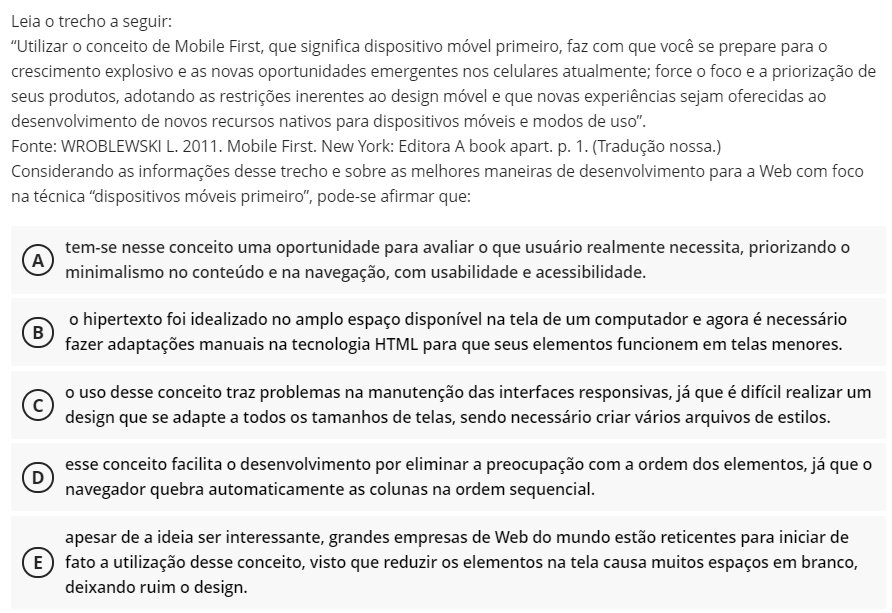 Leia o trecho a seguir:
“Utilizar o conceito de Mobile First, que significa dispositivo móvel primeiro, faz com que você se prepare para o
crescimento explosivo e as novas oportunidades emergentes nos celulares atualmente; force o foco e a priorização de
seus produtos, adotando as restrições inerentes ao design móvel e que novas experiências sejam oferecidas ao
desenvolvimento de novos recursos nativos para dispositivos móveis e modos de uso”.
Fonte: WROBLEWSKI L. 2011. Mobile First. New York: Editora A book apart. p. 1. (Tradução nossa.)
Considerando as informações desse trecho e sobre as melhores maneiras de desenvolvimento para a Web com foco
na técnica “dispositivos móveis primeiro”, pode-se afirmar que:
A
tem-se nesse conceito uma oportunidade para avaliar o que usuário realmente necessita, priorizando o
minimalismo no conteúdo e na navegação, com usabilidade e acessibilidade.
B
o hipertexto foi idealizado no amplo espaço disponível na tela de um computador e agora é necessário
fazer adaptações manuais na tecnologia HTML para que seus elementos funcionem em telas menores.
C
o uso desse conceito traz problemas na manutenção das interfaces responsivas, já que é difícil realizar um
design que se adapte a todos os tamanhos de telas, sendo necessário criar vários arquivos de estilos.
D
esse conceito facilita o desenvolvimento por eliminar a preocupação com a ordem dos elementos, já que o
navegador quebra automaticamente as colunas na ordem sequencial.
E
apesar de a ideia ser interessante, grandes empresas de Web do mundo estão reticentes para iniciar de
fato a utilização desse conceito, visto que reduzir os elementos na tela causa muitos espaços em branco,
deixando ruim o design.